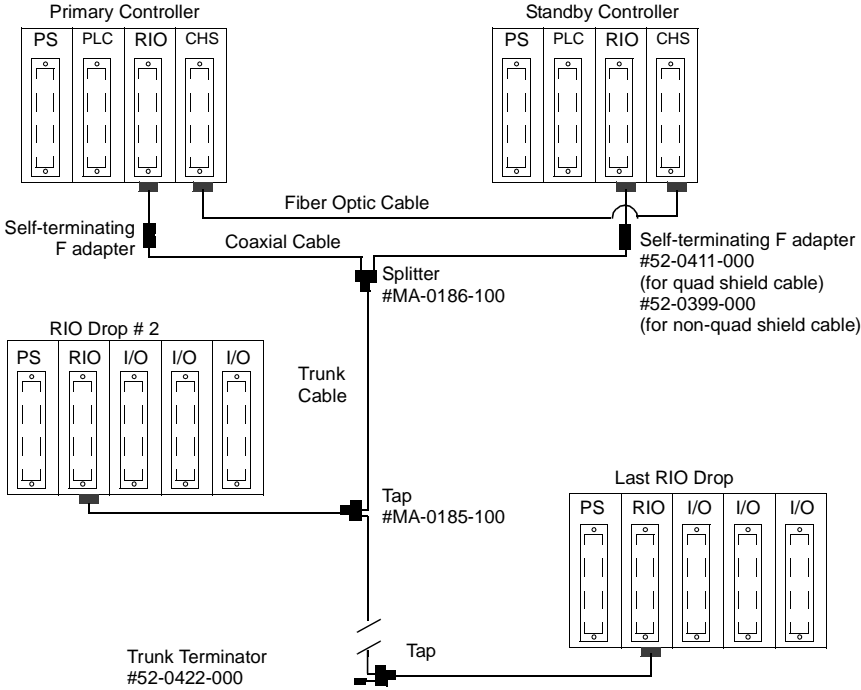 Primary Controller
Standby Controller
PS PLC RIO CHS
PS PLC RIO CHS
Fiber Optic Cable
Self-terminating
F adapter
Coaxial Cable
Self-terminating F adapter
#52-0411-000
(for quad shield cable)
#52-0399-000
(for non-quad shield cable)
Splitter
#MA-0186-100
RIO Drop # 2
PS RIO I/O I/O I/O
Trunk
Cable
Tap
#MA-0185-100
Last RIO Drop
PS RIO I/O I/O I/O
Trunk Terminator
#52-0422-000
Tap